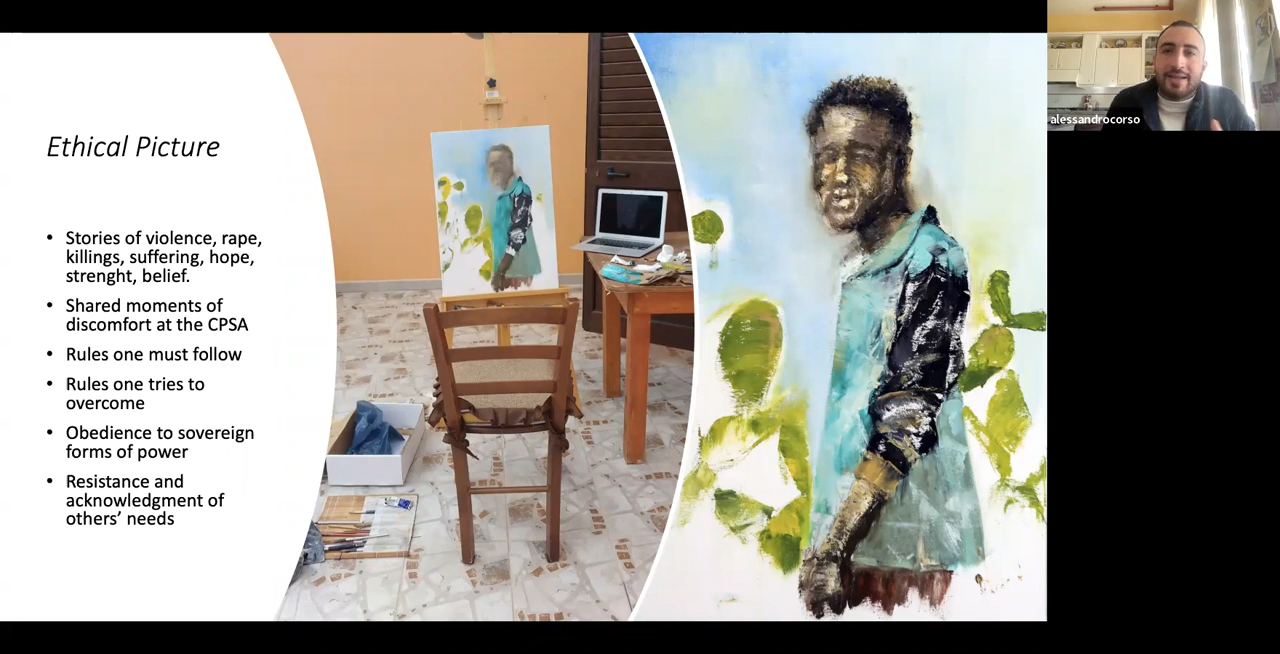 Ethical Picture
• Stories of violence, rape,
killings, suffering, hope,
strenght, belief.
• Shared moments of
discomfort at the CPSA
• Rules one must follow
• Rules one tries to
overcome
• Obedience to sovereign
forms of power
• Resistance and
acknowledgment of
others’ needs
alessandrocorso